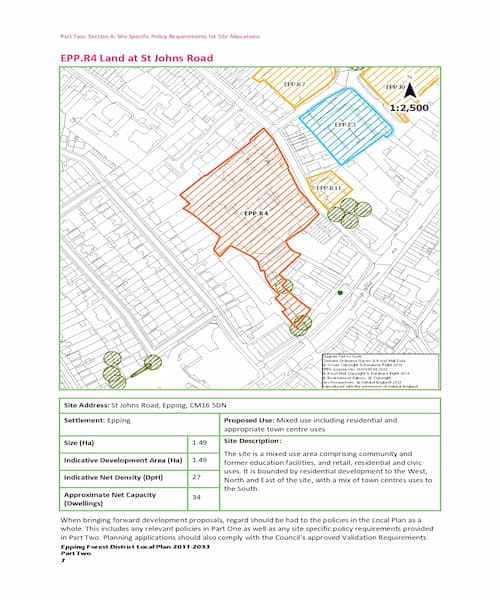 Part Two: Section A: Site Specific Policy Requirements for Site Allocations
EPP.R4 Land at St Johns Road
EPP.R7
N
1:2,500
EPP.E3
EPP.R11
EPP.R4
Site Address: St Johns Road, Epping, CM16 5DN
Settlement: Epping
Proposed Use: Mixed use including residential and
appropriate town centre uses
Size (Ha)
1.49
Indicative Development Area (Ha)
1.49
Indicative Net Density (DpH)
27
Approximate Net Capacity
(Dwellings)
34
Site Description:
The site is a mixed use area comprising community and
former education facilities, and retail, residential and civic
uses. It is bounded by residential development to the West,
North and East of the site, with a mix of town centres uses to
the South.
When bringing forward development proposals, regard should be had to the policies in the Local Plan as a
whole. This includes any relevant policies in Part One as well as any site specific policy requirements provided
in Part Two. Planning applications should also comply with the Council's approved Validation Requirements.
Epping Forest District Local Plan 2011-2033
Part Two
7